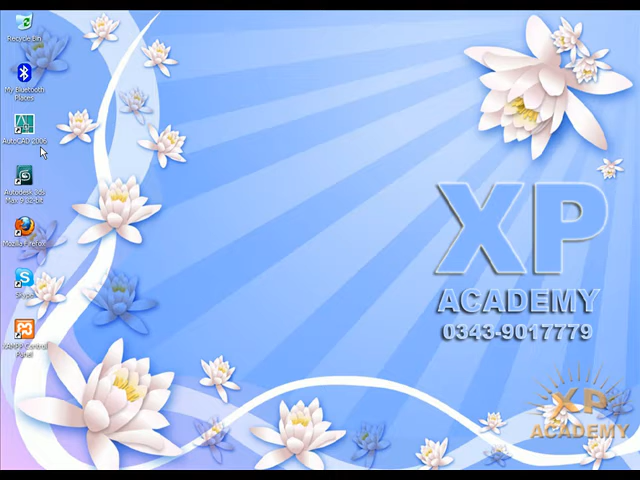 Recycle Bin
My Bluetooth
Places
AutoCAD 2006
Autodesk 3ds
Max 9 32-bit
Mozilla Firefox
Skype
XAMPP Control
Panel
XP
ACADEMY
0343-9017779
XP
ACADEMY